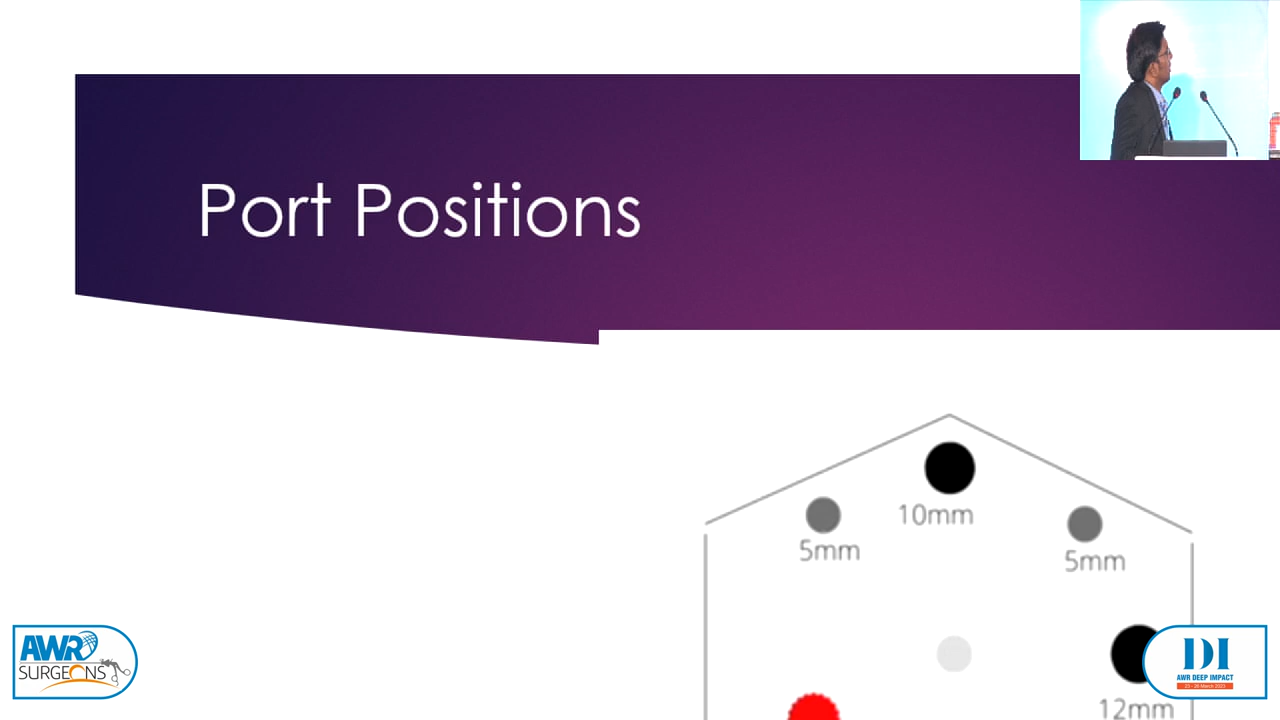 Port Positions
10mm
5mm
5mm
12mm
AWR
SURGEONS
DI
AWR DEEP IMPACT